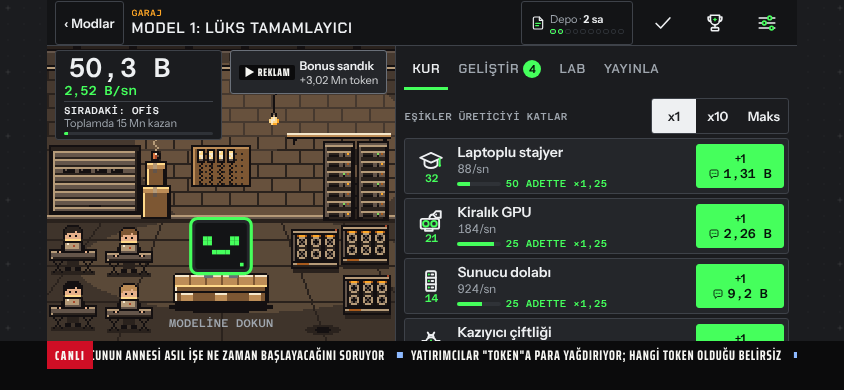 ‹ Modlar
GARAJ
MODEL 1: LÜKS TAMAMLAYICI
Depo · 2 sa
50,3 B
2,52 B/sn
ŞIRADAKİ: OFİS
Toplamda 15 Mn kazan
REKLAM
Bonus sandık
+3,02 Mn token
MODELİNE DOKUN
KUR
GELİŞTİR 4
LAB
YAYINLA
EŞİKLER ÜRETİCİYİ KATLAR
x1
x10
Maks
Laptoplu stajyer
88/sn
32
50 ADETTE ×1,25
+1
1,31 B
Kiralık GPU
184/sn
21
25 ADETTE ×1,25
+1
2,26 B
Sunucu dolabı
924/sn
14
25 ADETTE ×1,25
+1
9,2 B
Kazıyıcı çiftliği
+1
CANLI
ANNESİ ASIL İŞE NE ZAMAN BAŞLAYACAĞINI SORUYOR
YATIRIMCILAR "TOKEN"A PARA YAĞDIRIYOR; HANGİ TOKEN OLDUĞU BELİRSİZ